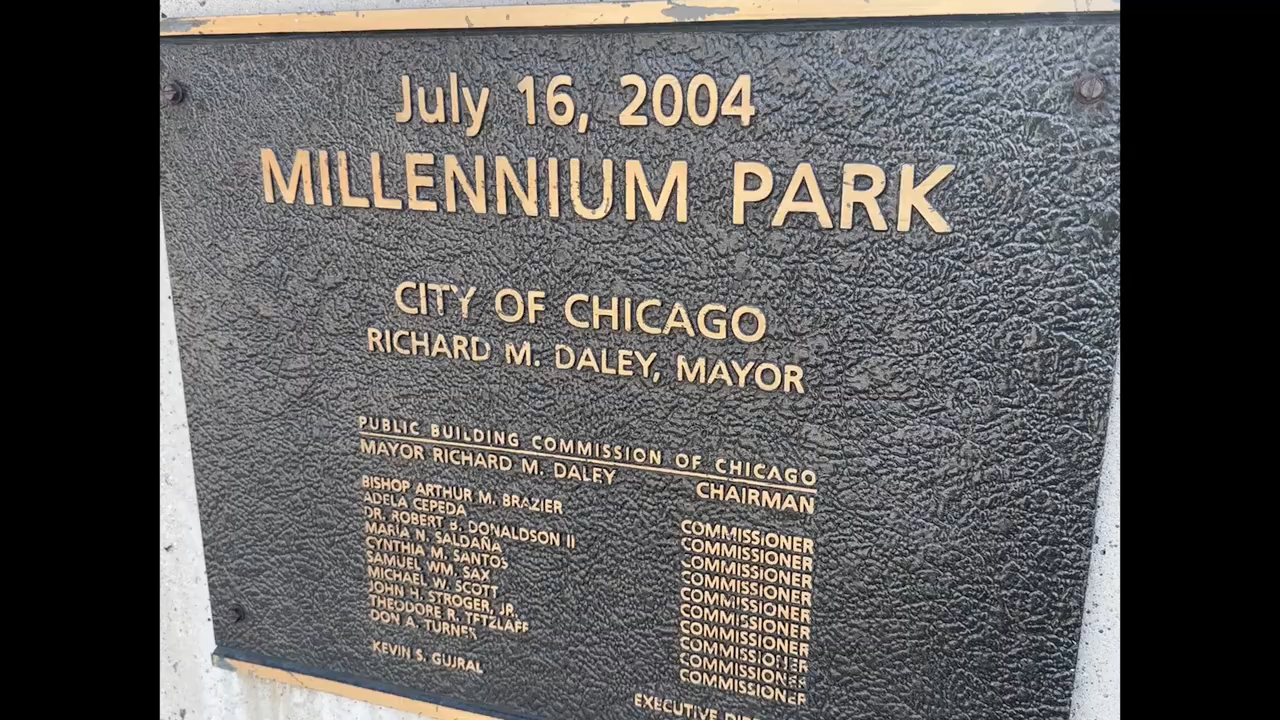 July 16, 2004
MILLENNIUM PARK
CITY OF CHICAGO
RICHARD M. DALEY, MAYOR
PUBLIC BUILDING COMMISSION OF CHICAGO
MAYOR RICHARD M. DALEY CHAIRMAN
BISHOP ARTHUR M. BRAZIER COMMISSIONER
ADELA CEPEDA COMMISSIONER
DR. ROBERT B. DONALDSON II COMMISSIONER
MARIA N. SALDAÑA COMMISSIONER
CYNTHIA M. SANTOS COMMISSIONER
SAMUEL WM. SAX COMMISSIONER
MICHAEL W. SCOTT COMMISSIONER
JOHN H. STROGER, JR. COMMISSIONER
THEODORE R. TETZLAFF COMMISSIONER
DON A. TURNER COMMISSIONER
KEVIN S. GUJRAL EXECUTIVE